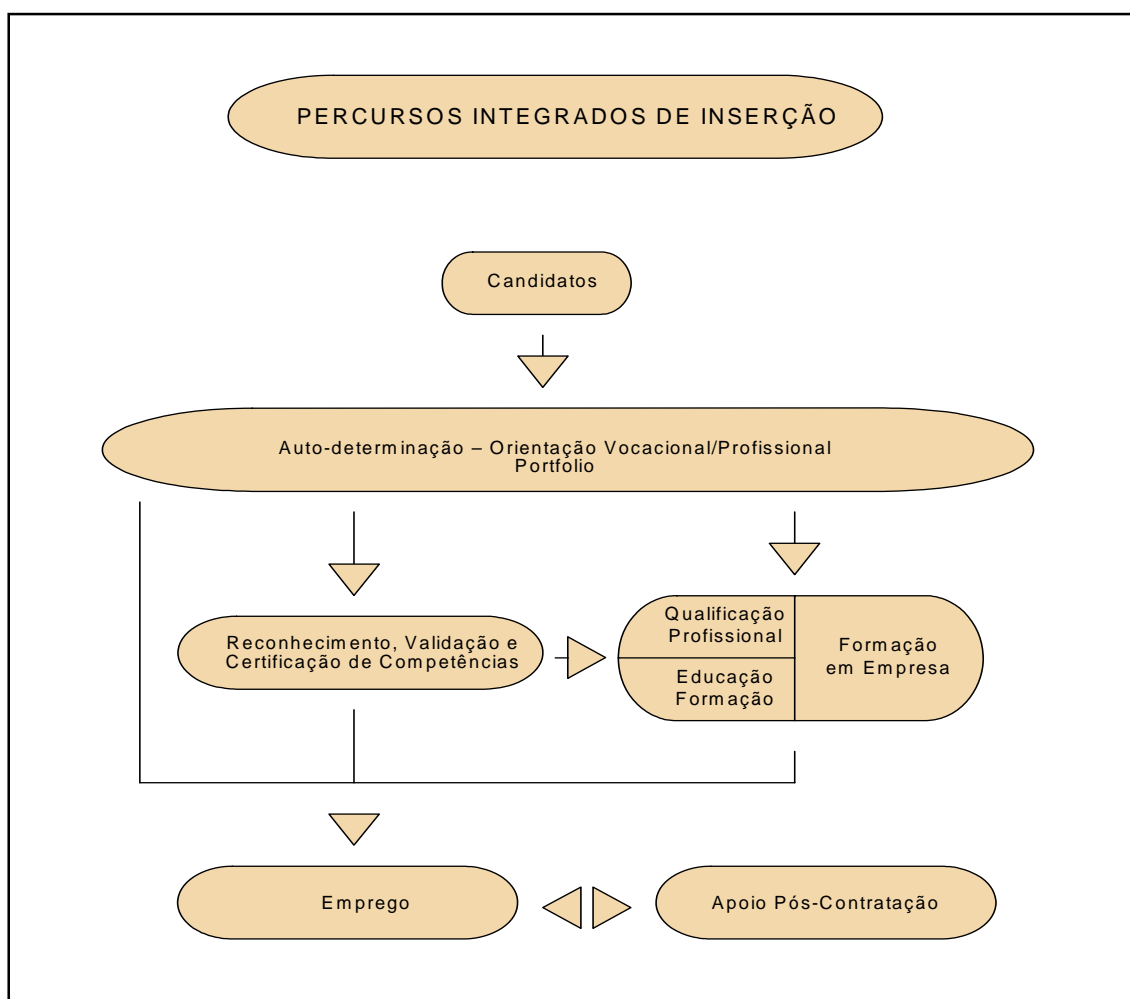 PERCURSOS INTEGRADOS DE INSERÇÃO
Candidatos
Auto-determinação – Orientação Vocacional/Profissional
Portfolio
Reconhecimento, Validação e
Certificação de Competências
Qualificação
Profissional
Educação
Formação
Formação
em Empresa
Emprego
Apoio Pós-Contratação